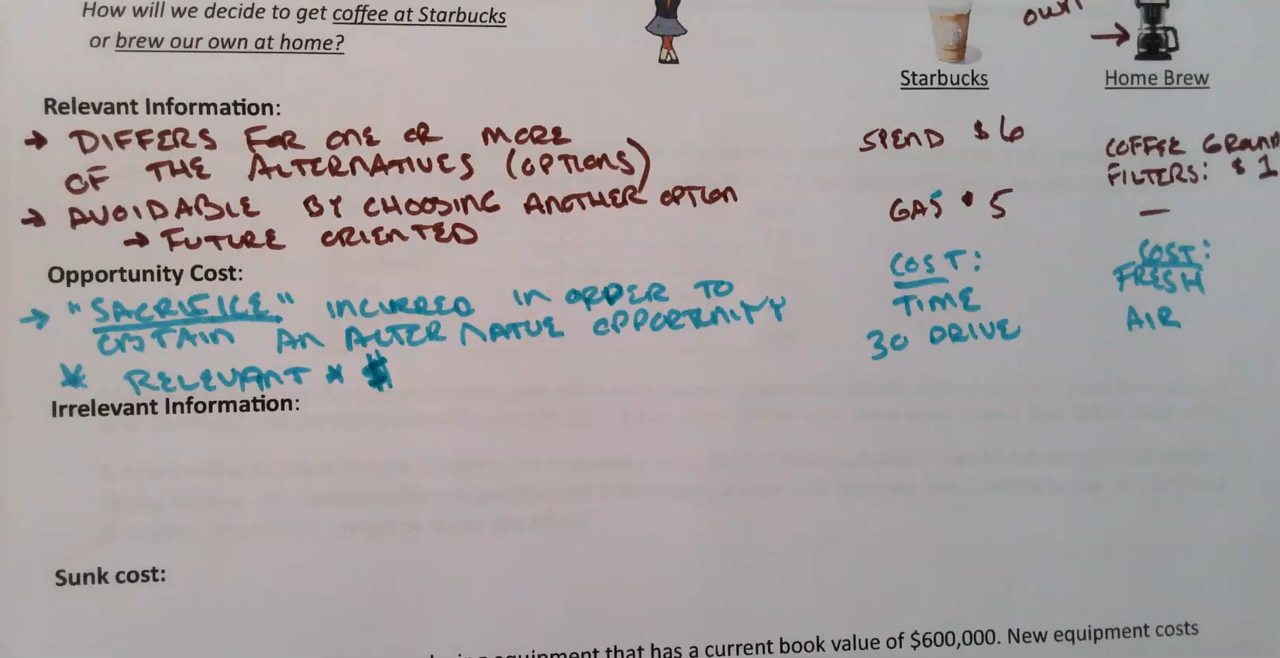 How will we decide to get coffee at Starbucks
or brew our own at home?
own
Starbucks
Home Brew
Relevant Information:
→ DIFFERS FOR ONE OR MORE
OF THE ALTERNATIVES (OPTIONS)
→ AVOIDABLE BY CHOOSING ANOTHER OPTION
→ FUTURE ORIENTED
SPEND $6
COFFEE GROUN
FILTERS: $1
GAS $5
—
Opportunity Cost:
→ "SACRIFICE" INCURRED IN ORDER TO
OBTAIN AN ALTERNATIVE OPPORTUNITY
* RELEVANT * $
COST:
TIME
30 DRIVE
COST:
FRESH
AIR
Irrelevant Information:
Sunk cost:
equipment that has a current book value of $600,000. New equipment costs